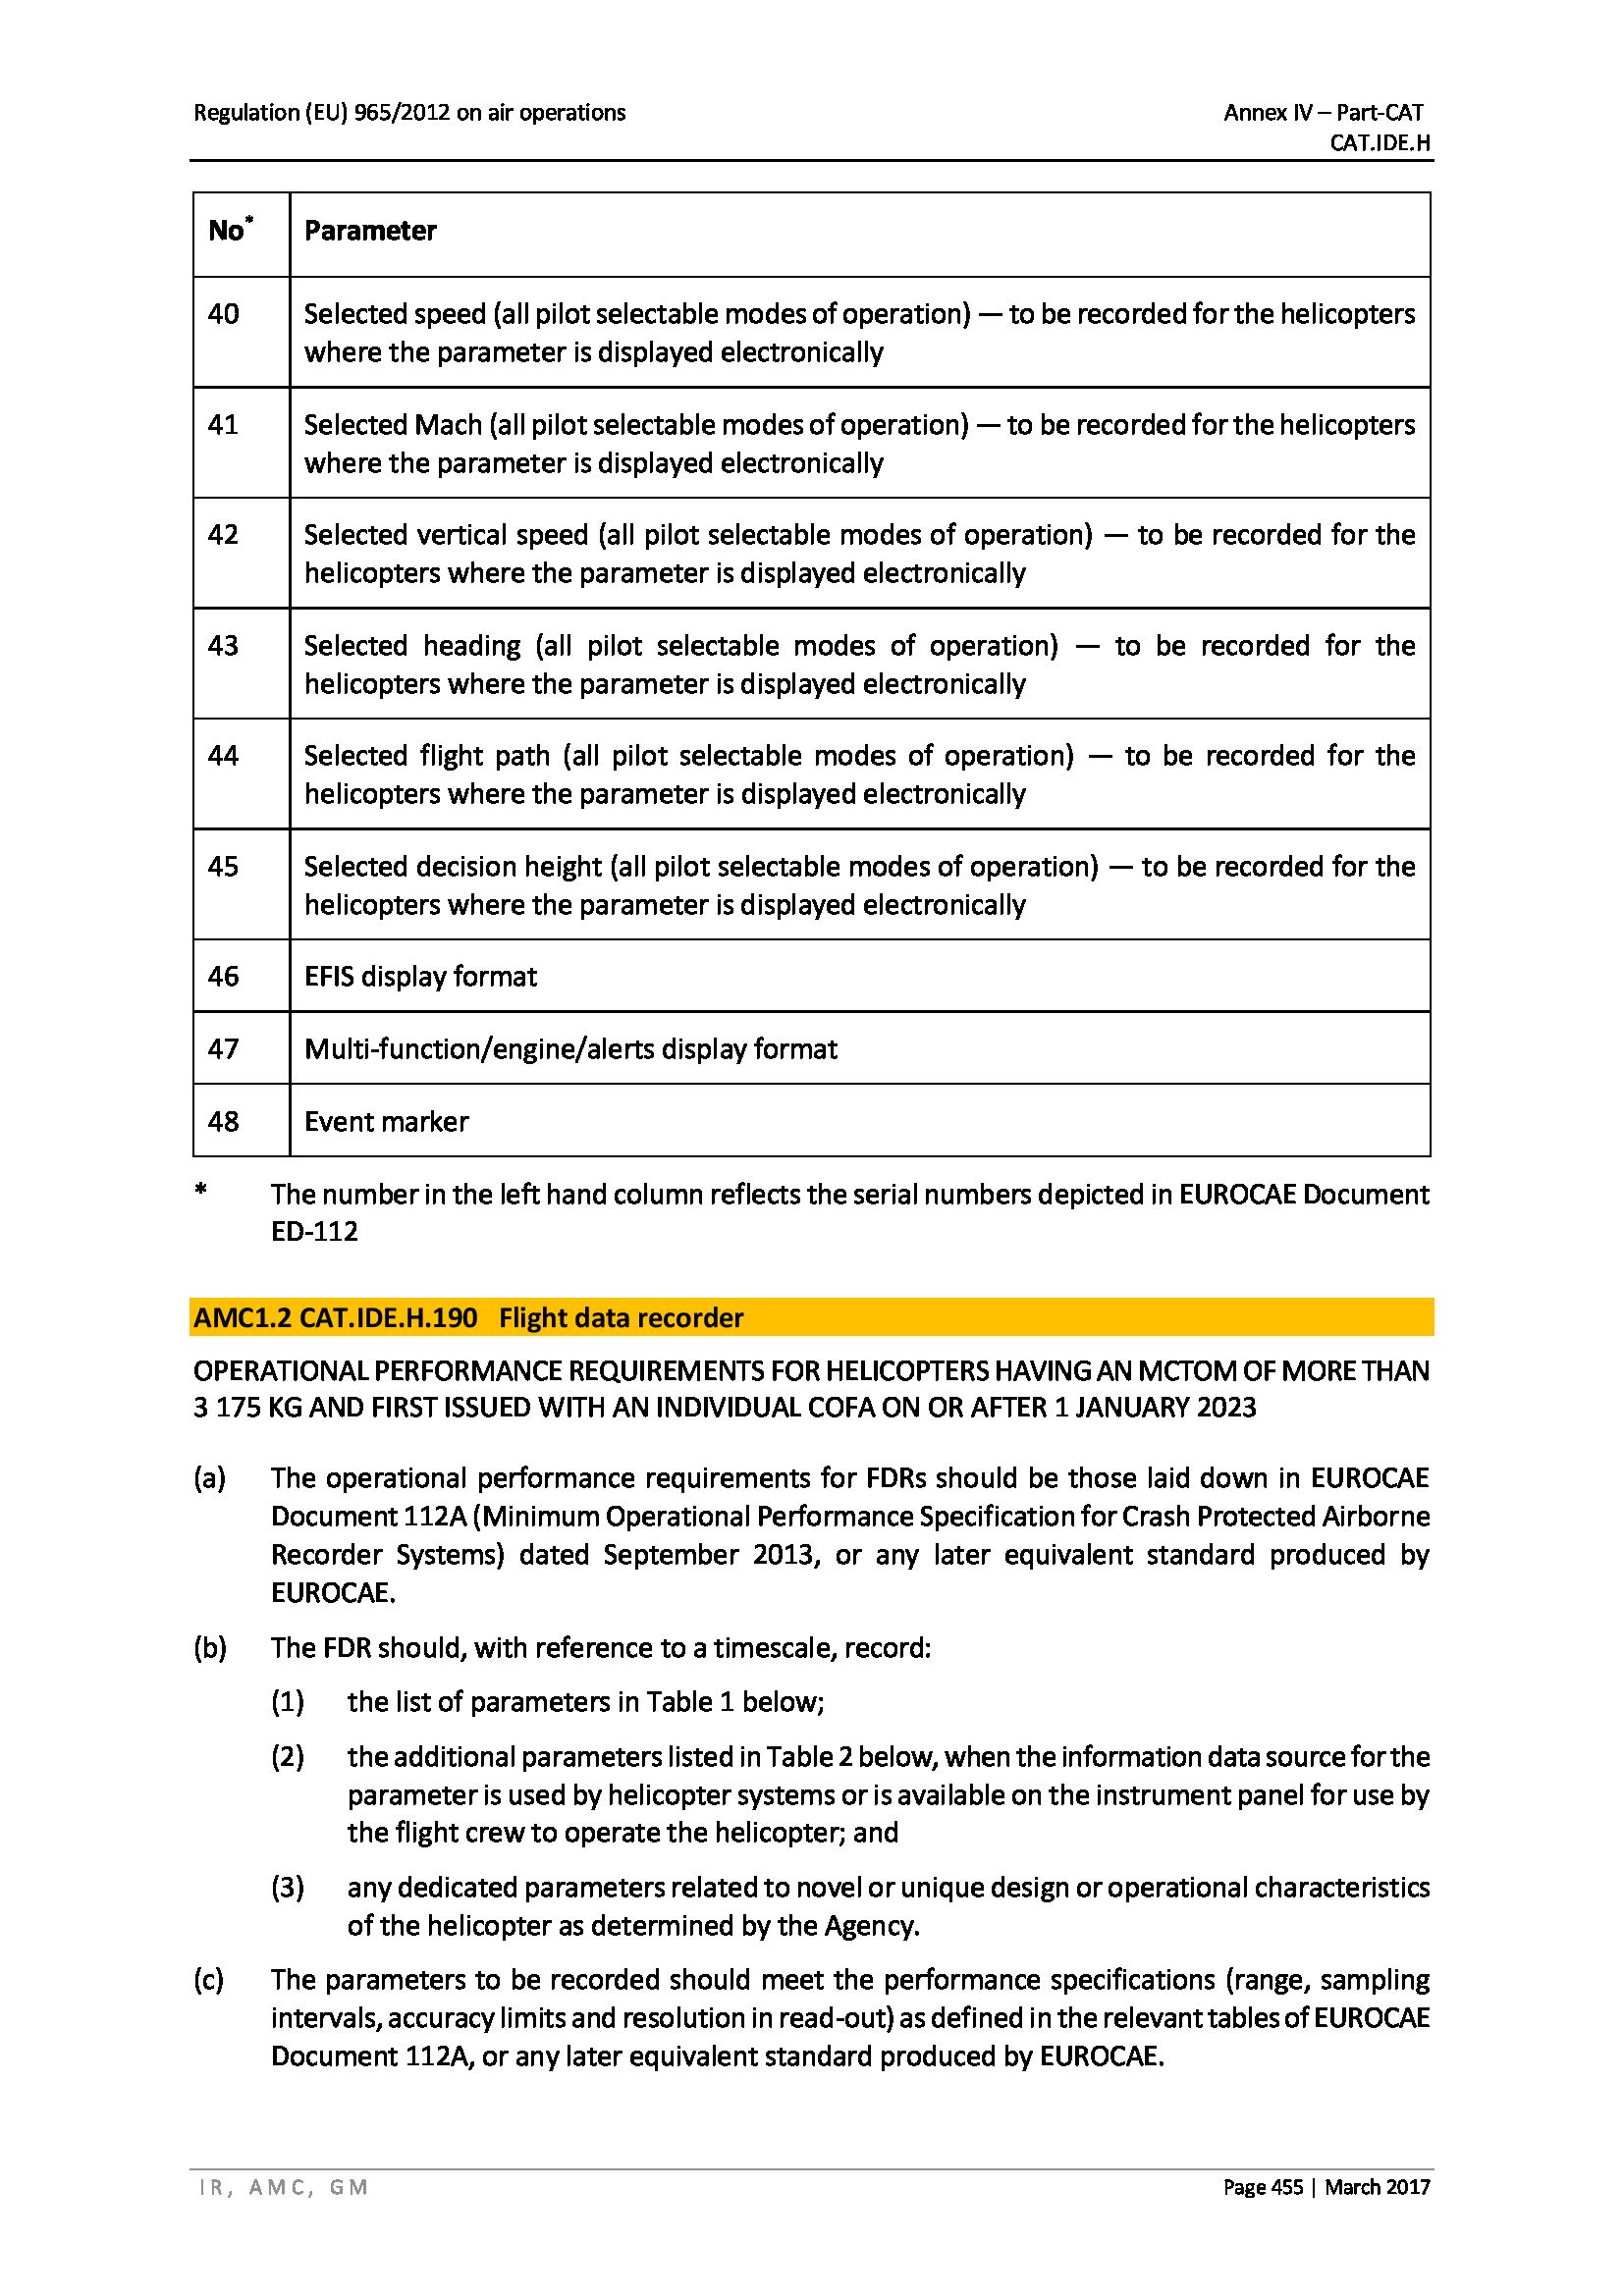 Regulation (EU) 965/2012 on air operations
Annex IV – Part-CAT
CAT.IDE.H
No* Parameter
40 Selected speed (all pilot selectable modes of operation) — to be recorded for the helicopters
where the parameter is displayed electronically
41 Selected Mach (all pilot selectable modes of operation) — to be recorded for the helicopters
where the parameter is displayed electronically
42 Selected vertical speed (all pilot selectable modes of operation) — to be recorded for the
helicopters where the parameter is displayed electronically
43 Selected heading (all pilot selectable modes of operation) — to be recorded for the
helicopters where the parameter is displayed electronically
44 Selected flight path (all pilot selectable modes of operation) — to be recorded for the
helicopters where the parameter is displayed electronically
45 Selected decision height (all pilot selectable modes of operation) — to be recorded for the
helicopters where the parameter is displayed electronically
46 EFIS display format
47 Multi-function/engine/alerts display format
48 Event marker
* The number in the left hand column reflects the serial numbers depicted in EUROCAE Document
ED-112
AMC1.2 CAT.IDE.H.190 Flight data recorder
OPERATIONAL PERFORMANCE REQUIREMENTS FOR HELICOPTERS HAVING AN MCTOM OF MORE THAN
3 175 KG AND FIRST ISSUED WITH AN INDIVIDUAL COFA ON OR AFTER 1 JANUARY 2023
(a) The operational performance requirements for FDRs should be those laid down in EUROCAE
Document 112A (Minimum Operational Performance Specification for Crash Protected Airborne
Recorder Systems) dated September 2013, or any later equivalent standard produced by
EUROCAE.
(b) The FDR should, with reference to a timescale, record:
(1) the list of parameters in Table 1 below;
(2) the additional parameters listed in Table 2 below, when the information data source for the
parameter is used by helicopter systems or is available on the instrument panel for use by
the flight crew to operate the helicopter; and
(3) any dedicated parameters related to novel or unique design or operational characteristics
of the helicopter as determined by the Agency.
(c) The parameters to be recorded should meet the performance specifications (range, sampling
intervals, accuracy limits and resolution in read-out) as defined in the relevant tables of EUROCAE
Document 112A, or any later equivalent standard produced by EUROCAE.
IR, AMC, GM
Page 455 | March 2017